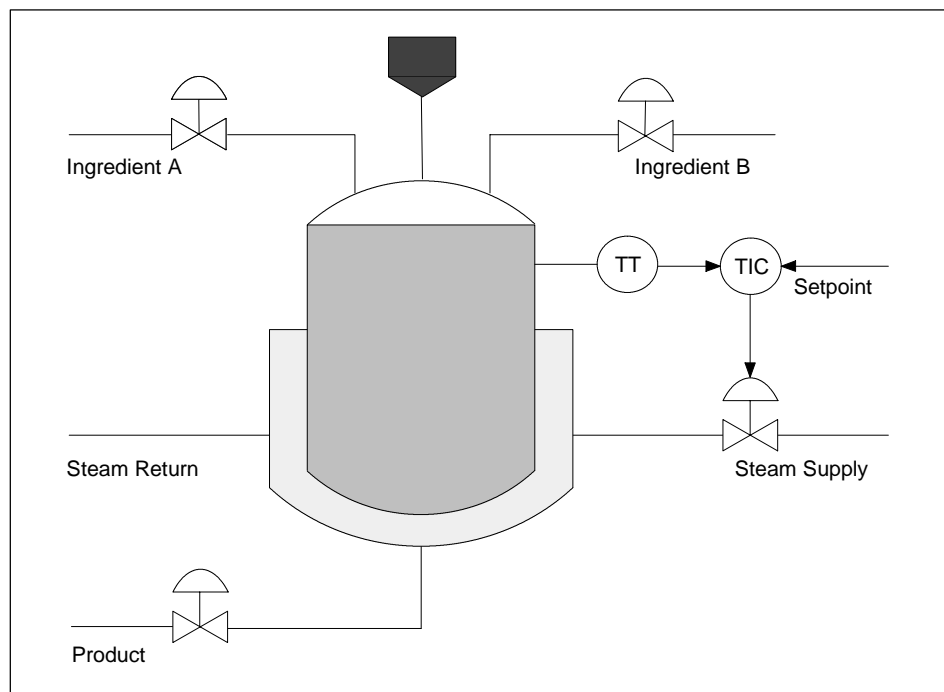 Ingredient A
Ingredient B
TT
TIC
Setpoint
Steam Return
Steam Supply
Product